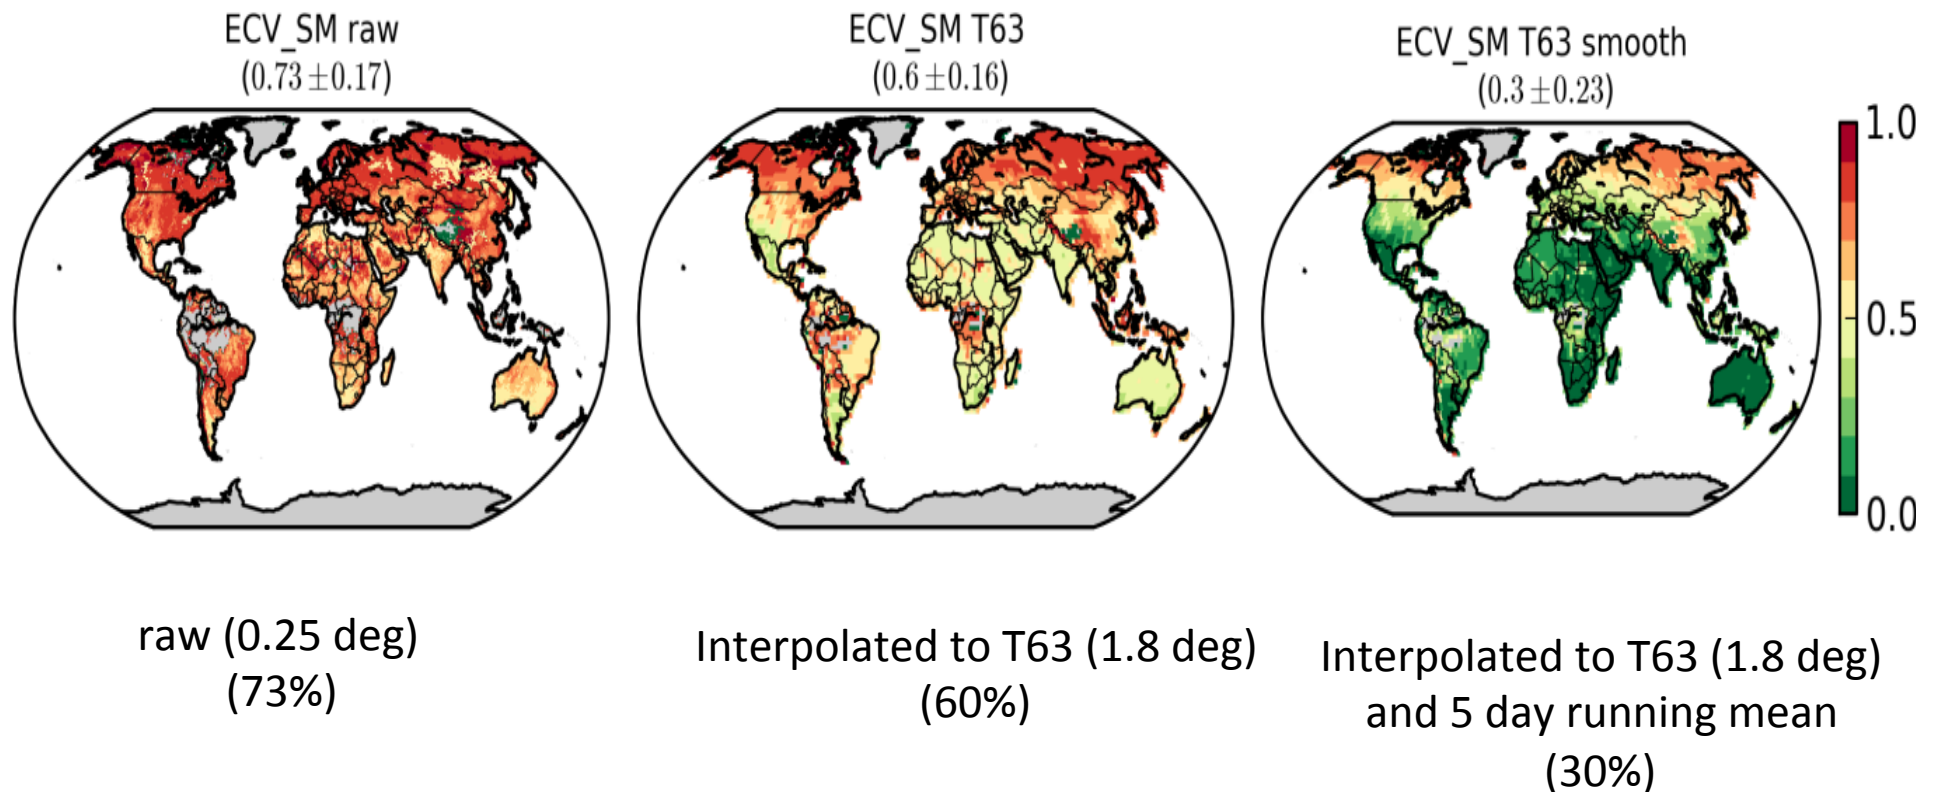 ECV_SM raw
(0.73 ±0.17)
ECV_SM T63
(0.6 ±0.16)
ECV_SM T63 smooth
(0.3 ±0.23)
1.0
0.5
0.0
raw (0.25 deg)
(73%)
Interpolated to T63 (1.8 deg)
(60%)
Interpolated to T63 (1.8 deg)
and 5 day running mean
(30%)